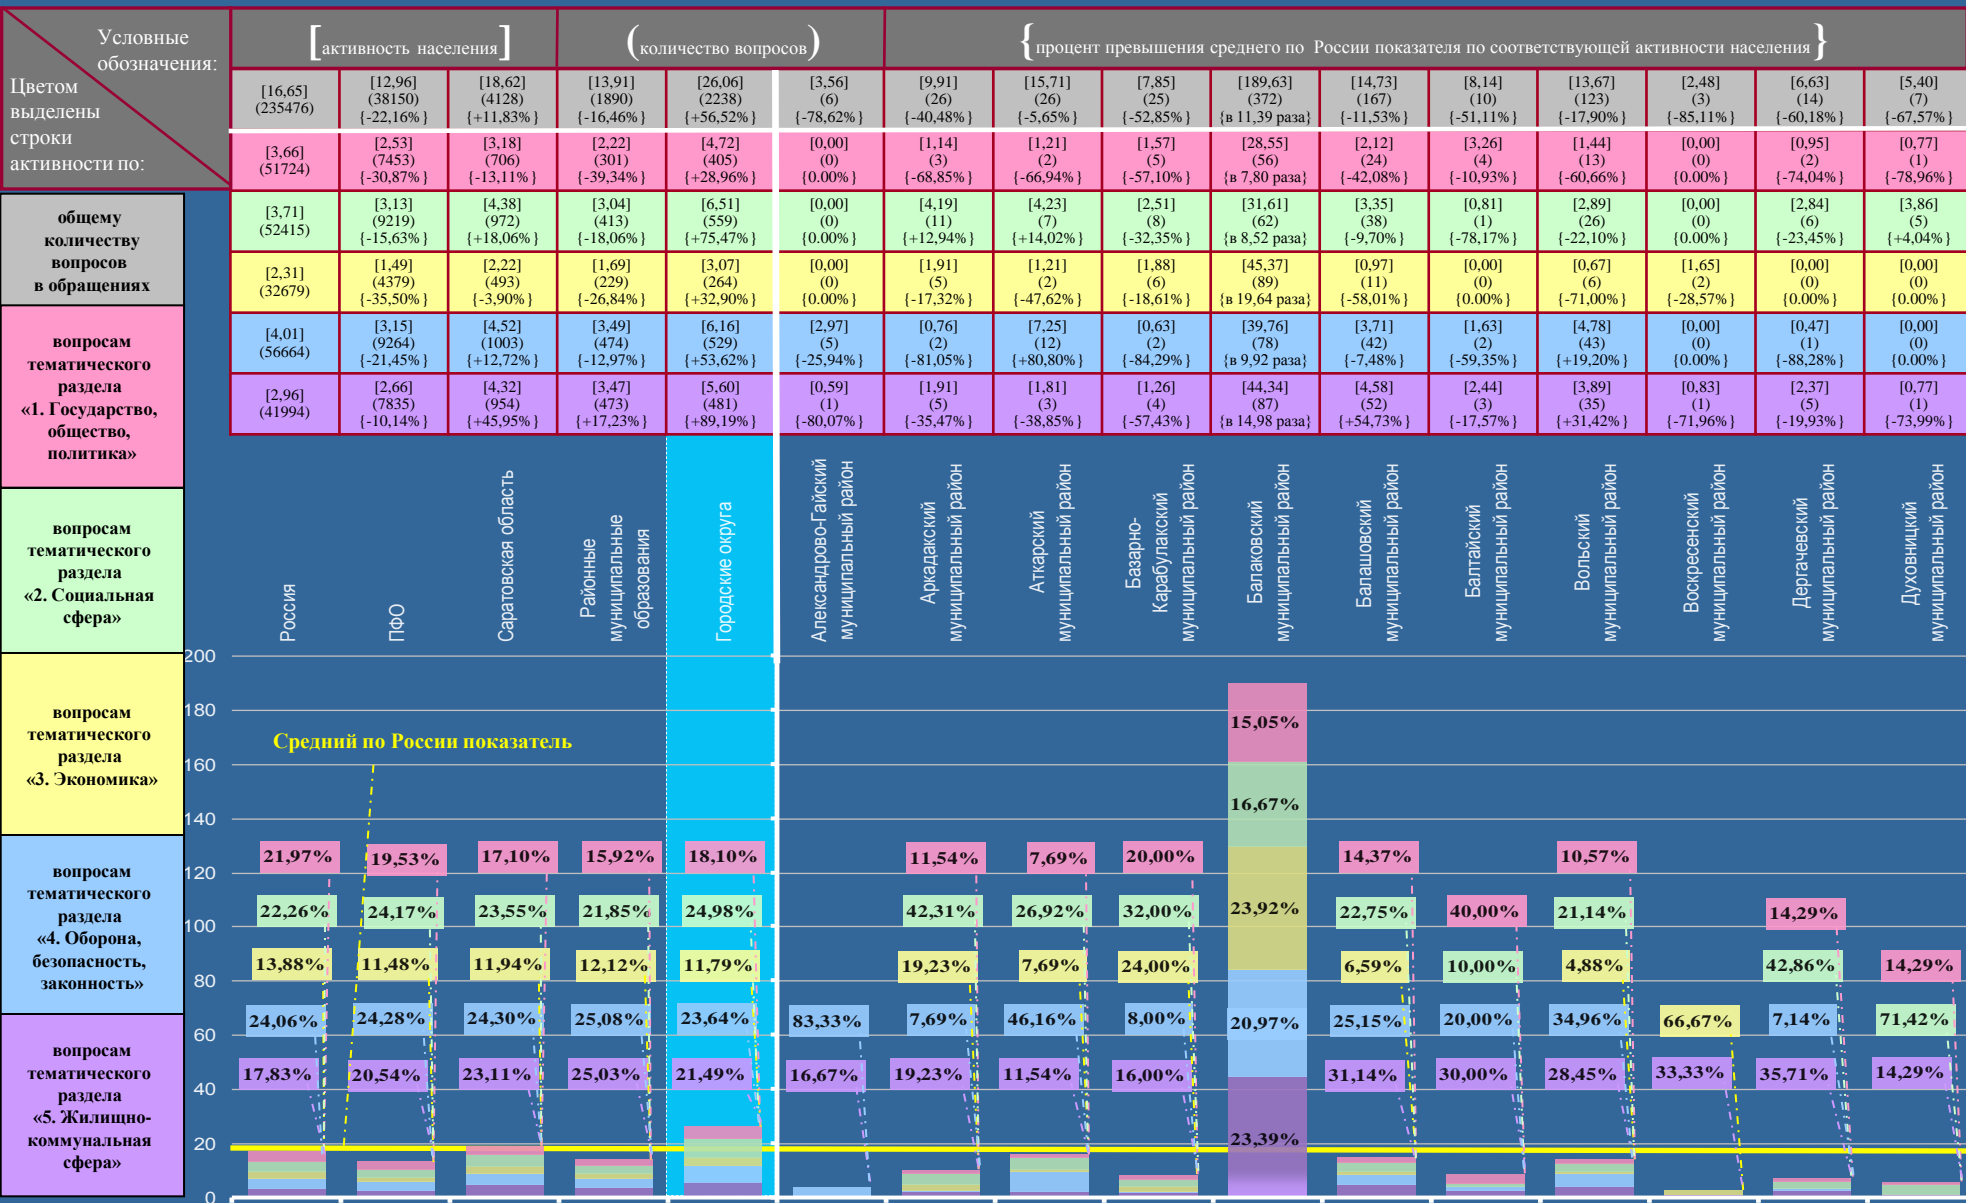 Условные
обозначения:
Цветом
выделены
строки
активности по:
[активность населения]
(количество вопросов)
{процент превышения среднего по России показателя по соответствующей активности населения}
[16,65] [12,96] [18,62] [13,91] [26,06] [3,56] [9,91] [15,71] [7,85] [189,63] [14,73] [8,14] [13,67] [2,48] [6,63] [5,40]
(235476) (38150) (4128) (1890) (2238) (6) (26) (26) (25) (372) (167) (10) (123) (3) (14) (7)
{-22,16%} {+11,83%} {-16,46%} {+56,52%} {-78,62%} {-40,48%} {-5,65%} {-52,85%} {в 11,39 раза} {-11,53%} {-51,11%} {-17,90%} {-85,11%} {-60,18%} {-67,57%}
[3,66] [2,53] [3,18] [2,22] [4,72] [0,00] [1,14] [1,21] [1,57] [28,55] [2,12] [3,26] [1,44] [0,00] [0,95] [0,77]
(51724) (7453) (706) (301) (405) (0) (3) (2) (5) (56) (24) (4) (13) (0) (2) (1)
{-30,87%} {-13,11%} {-39,34%} {+28,96%} {0.00%} {-68,85%} {-66,94%} {-57,10%} {в 7,80 раза} {-42,08%} {-10,93%} {-60,66%} {0.00%} {-74,04%} {-78,96%}
[3,71] [3,13] [4,38] [3,04] [6,51] [0,00] [4,19] [4,23] [2,51] [31,61] [3,35] [0,81] [2,89] [0,00] [2,84] [3,86]
(52415) (9219) (972) (413) (559) (0) (11) (7) (8) (62) (38) (1) (26) (0) (6) (5)
{-15,63%} {+18,06%} {-18,06%} {+75,47%} {0.00%} {+12,94%} {+14,02%} {-32,35%} {в 8,52 раза} {-9,70%} {-78,17%} {-22,10%} {0.00%} {-23,45%} {+4,04%}
[2,31] [1,49] [2,22] [1,69] [3,07] [0,00] [1,91] [1,21] [1,88] [45,37] [0,97] [0,00] [0,67] [1,65] [0,00] [0,00]
(32679) (4379) (493) (229) (264) (0) (5) (2) (6) (89) (11) (0) (6) (2) (0) (0)
{-35,50%} {-3,90%} {-26,84%} {+32,90%} {0.00%} {-17,32%} {-47,62%} {-18,61%} {в 19,64 раза} {-58,01%} {0.00%} {-71,00%} {-28,57%} {0.00%} {0.00%}
[4,01] [3,15] [4,52] [3,49] [6,16] [2,97] [0,76] [7,25] [0,63] [39,76] [3,71] [1,63] [4,78] [0,00] [0,47] [0,00]
(56664) (9264) (1003) (474) (529) (5) (2) (12) (2) (78) (42) (2) (43) (0) (1) (0)
{-21,45%} {+12,72%} {-12,97%} {+53,62%} {-25,94%} {-81,05%} {+80,80%} {-84,29%} {в 9,92 раза} {-7,48%} {-59,35%} {+19,20%} {0.00%} {-88,28%} {0.00%}
[2,96] [2,66] [4,32] [3,47] [5,60] [0,59] [1,91] [1,81] [1,26] [44,34] [4,58] [2,44] [3,89] [0,83] [2,37] [0,77]
(41994) (7835) (954) (473) (481) (1) (5) (3) (4) (87) (52) (3) (35) (1) (5) (1)
{-10,14%} {+45,95%} {+17,23%} {+89,19%} {-80,07%} {-35,47%} {-38,85%} {-57,43%} {в 14,98 раза} {+54,73%} {-17,57%} {+31,42%} {-71,96%} {-19,93%} {-73,99%}
общему
количеству
вопросов
в обращениях
вопросам
тематического
раздела
«1. Государство,
общество,
политика»
вопросам
тематического
раздела
«2. Социальная
сфера»
вопросам
тематического
раздела
«3. Экономика»
вопросам
тематического
раздела
«4. Оборона,
безопасность,
законность»
вопросам
тематического
раздела
«5. Жилищно-
коммунальная
сфера»
Россия
ПФО
Саратовская область
Районные
муниципальные
образования
Городские округа
Александрово-Гайский
муниципальный район
Аркадакский
муниципальный район
Аткарский
муниципальный район
Базарно-
Карабулакский
муниципальный район
Балаковский
муниципальный район
Балашовский
муниципальный район
Балтайский
муниципальный район
Вольский
муниципальный район
Воскресенский
муниципальный район
Дергачевский
муниципальный район
Духовницкий
муниципальный район
200
180
160
140
120
100
80
60
40
20
0
Средний по России показатель
15,05%
16,67%
23,92%
20,97%
23,39%
21,97% 19,53% 17,10% 15,92% 18,10% 11,54% 7,69% 20,00% 14,37% 10,57%
22,26% 24,17% 23,55% 21,85% 24,98% 42,31% 26,92% 32,00% 22,75% 40,00% 21,14% 14,29%
13,88% 11,48% 11,94% 12,12% 11,79% 19,23% 7,69% 24,00% 6,59% 10,00% 4,88% 42,86% 14,29%
24,06% 24,28% 24,30% 25,08% 23,64% 83,33% 7,69% 46,16% 8,00% 25,15% 20,00% 34,96% 66,67% 7,14% 71,42%
17,83% 20,54% 23,11% 25,03% 21,49% 16,67% 19,23% 11,54% 16,00% 31,14% 30,00% 28,45% 33,33% 35,71% 14,29%